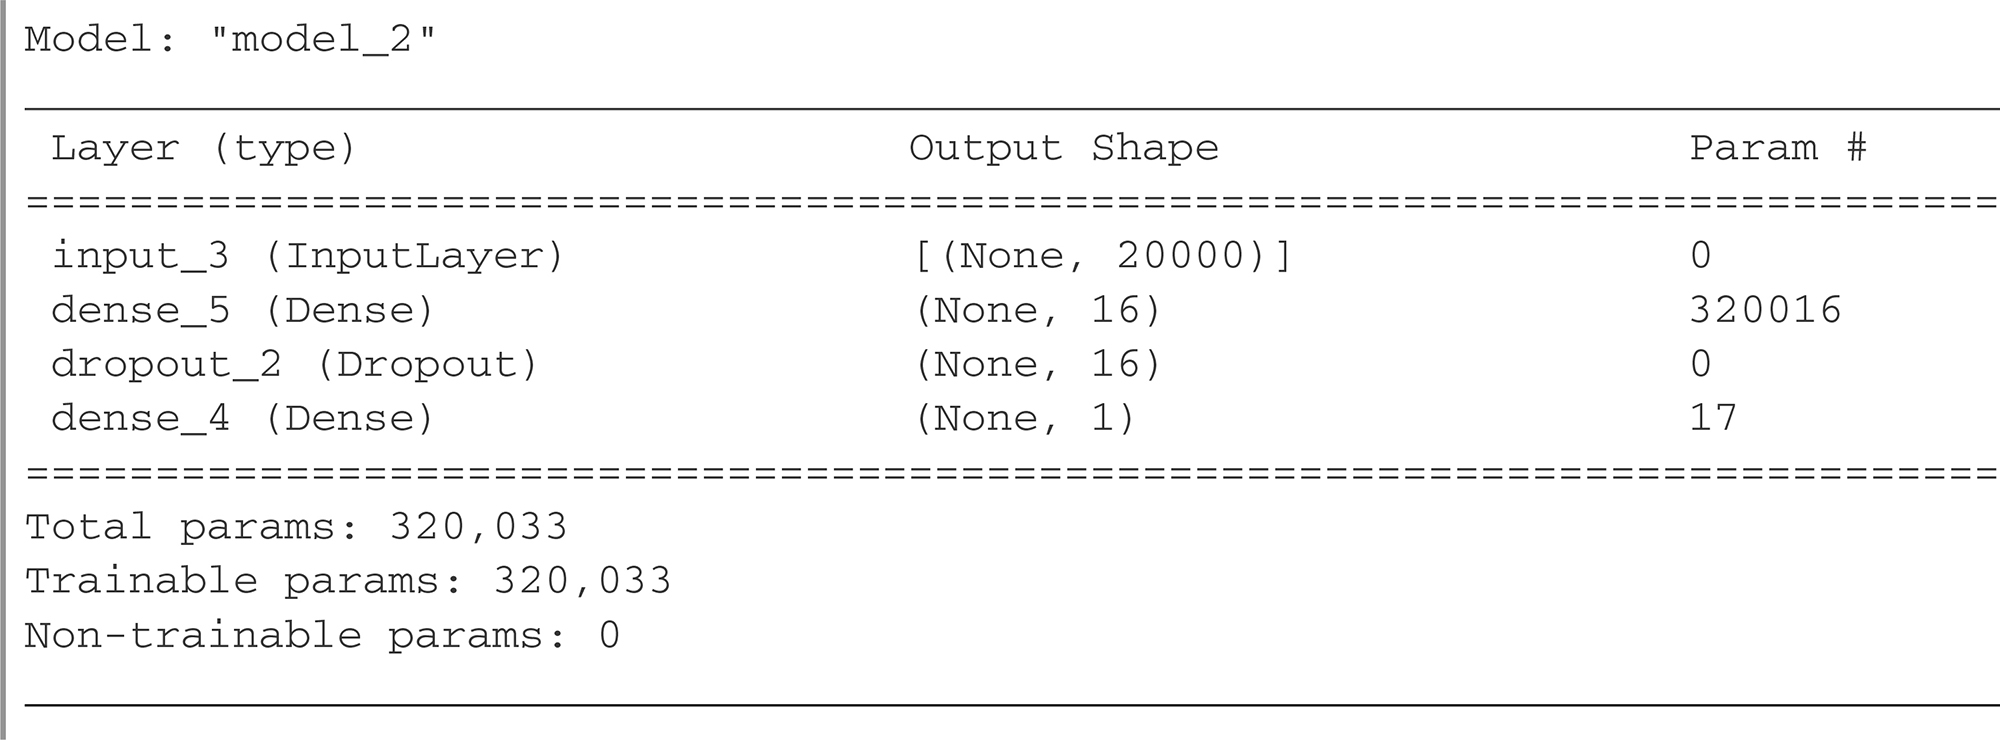 Model: "model_2"
Layer (type) Output Shape Param #
============================================================================
input_3 (InputLayer) [(None, 20000)] 0
dense_5 (Dense) (None, 16) 320016
dropout_2 (Dropout) (None, 16) 0
dense_4 (Dense) (None, 1) 17
============================================================================
Total params: 320,033
Trainable params: 320,033
Non-trainable params: 0